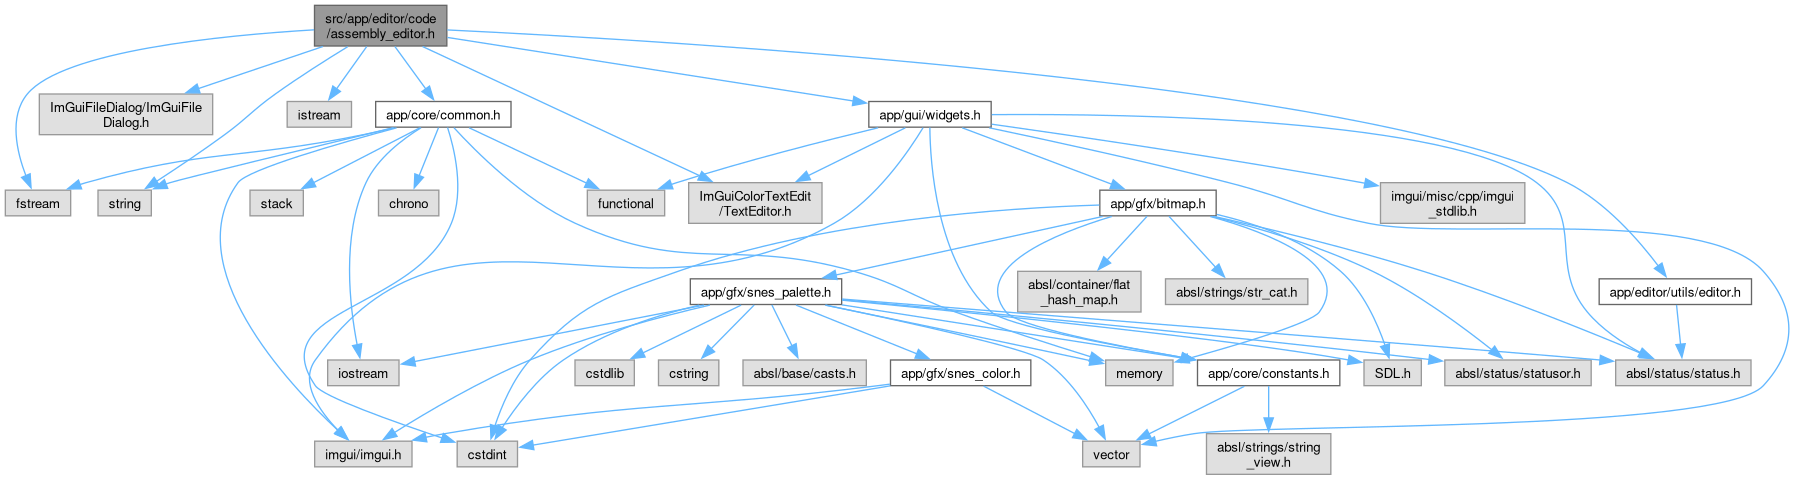 src/app/editor/code
/assembly_editor.h
ImGuiFileDialog/ImGuiFile
Dialog.h
istream
app/core/common.h
app/gui/widgets.h
fstream
string
stack
chrono
functional
ImGuiColorTextEdit
/TextEditor.h
app/gfx/bitmap.h
imgui/misc/cpp/imgui
_stdlib.h
app/gfx/snes_palette.h
absl/container/flat
_hash_map.h
absl/strings/str_cat.h
app/editor/utils/editor.h
iostream
cstdlib
cstring
absl/base/casts.h
app/gfx/snes_color.h
memory
app/core/constants.h
SDL.h
absl/status/statusor.h
absl/status/status.h
imgui/imgui.h
cstdint
vector
absl/strings/string
_view.h